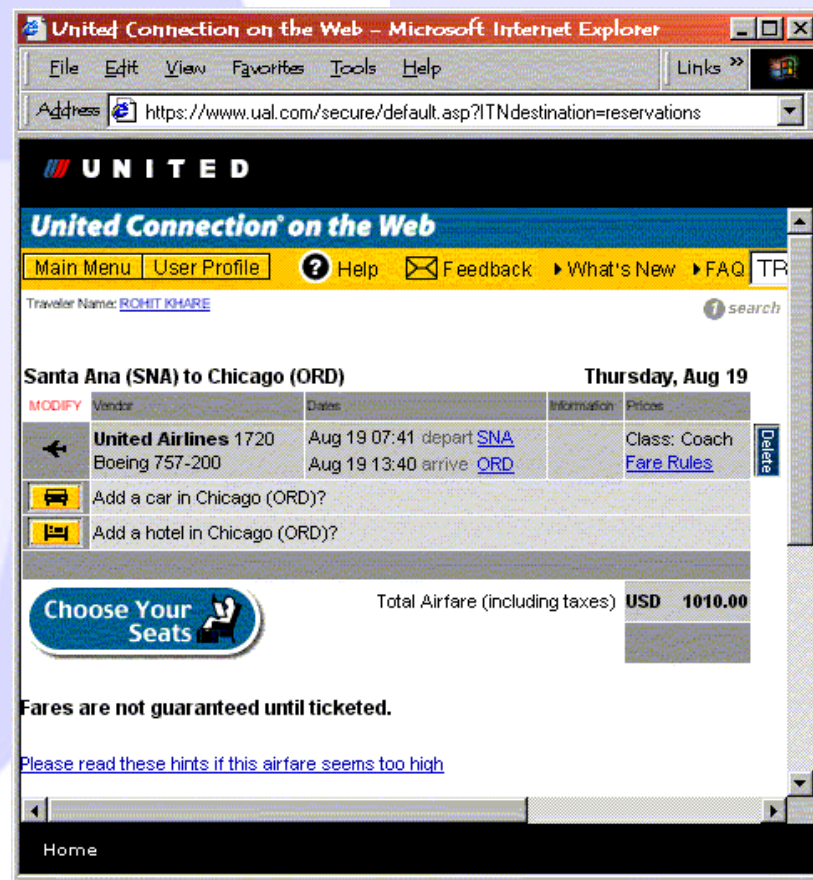 United Connection on the Web - Microsoft Internet Explorer
File Edit View Favorites Tools Help Links »
Address https://www.ual.com/secure/default.asp?ITNdestination=reservations
UNITED
United Connection° on the Web
Main Menu User Profile ? Help Feedback What's New FAQ TR
Traveler Name: ROHIT KHARE 1 search
Santa Ana (SNA) to Chicago (ORD) Thursday, Aug 19
MODIFY Vendor Dates Information Prices
United Airlines 1720 Aug 19 07:41 depart SNA Class: Coach Delete
Boeing 757-200 Aug 19 13:40 arrive ORD Fare Rules
Add a car in Chicago (ORD)?
Add a hotel in Chicago (ORD)?
Choose Your Total Airfare (including taxes) USD 1010.00
Seats
Fares are not guaranteed until ticketed.
Please read these hints if this airfare seems too high
Home